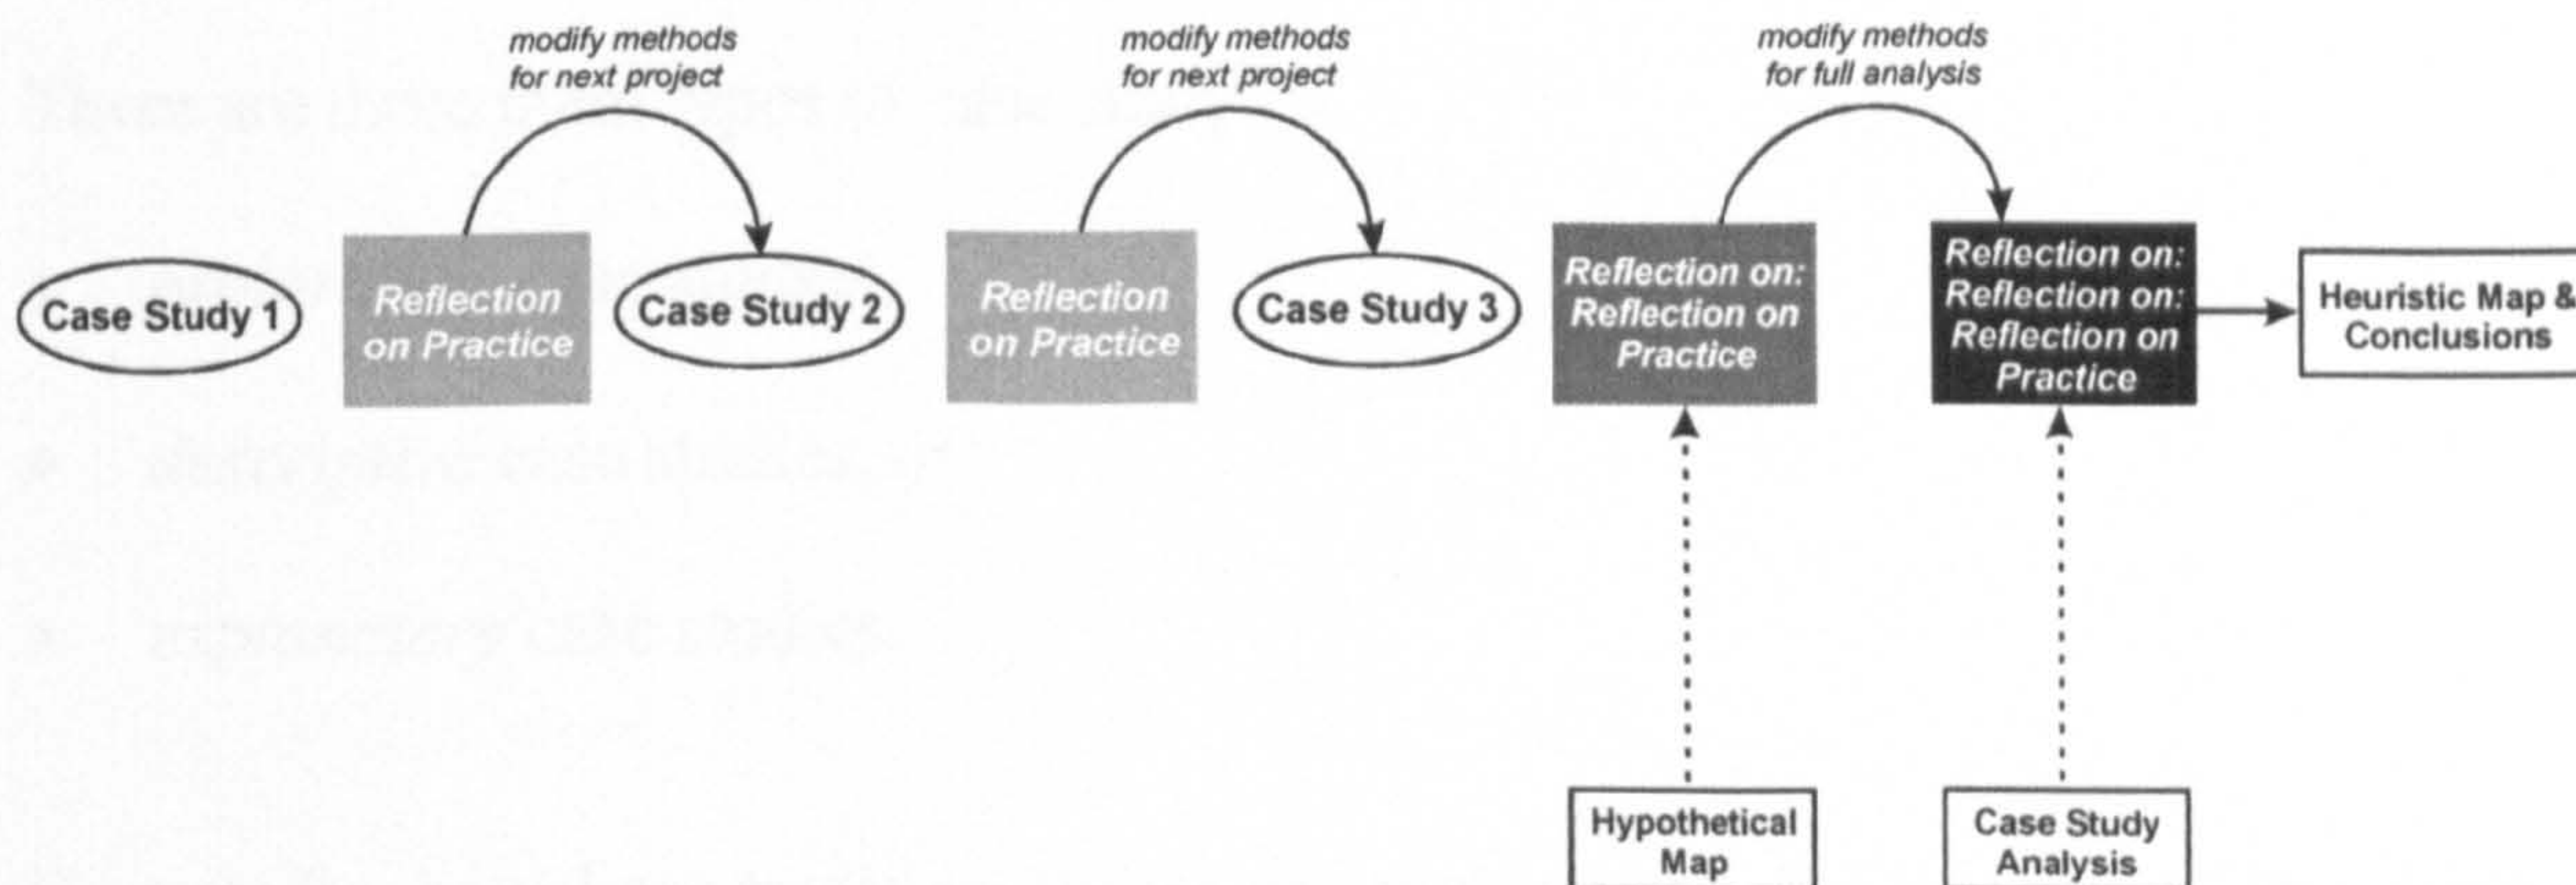 modify methods
for next project
modify methods
for next project
modify methods
for full analysis
Case Study 1
Reflection
on Practice
Case Study 2
Reflection
on Practice
Case Study 3
Reflection on:
Reflection on
Practice
Reflection on:
Reflection on:
Reflection on
Practice
Heuristic Map &
Conclusions
Hypothetical
Map
Case Study
Analysis